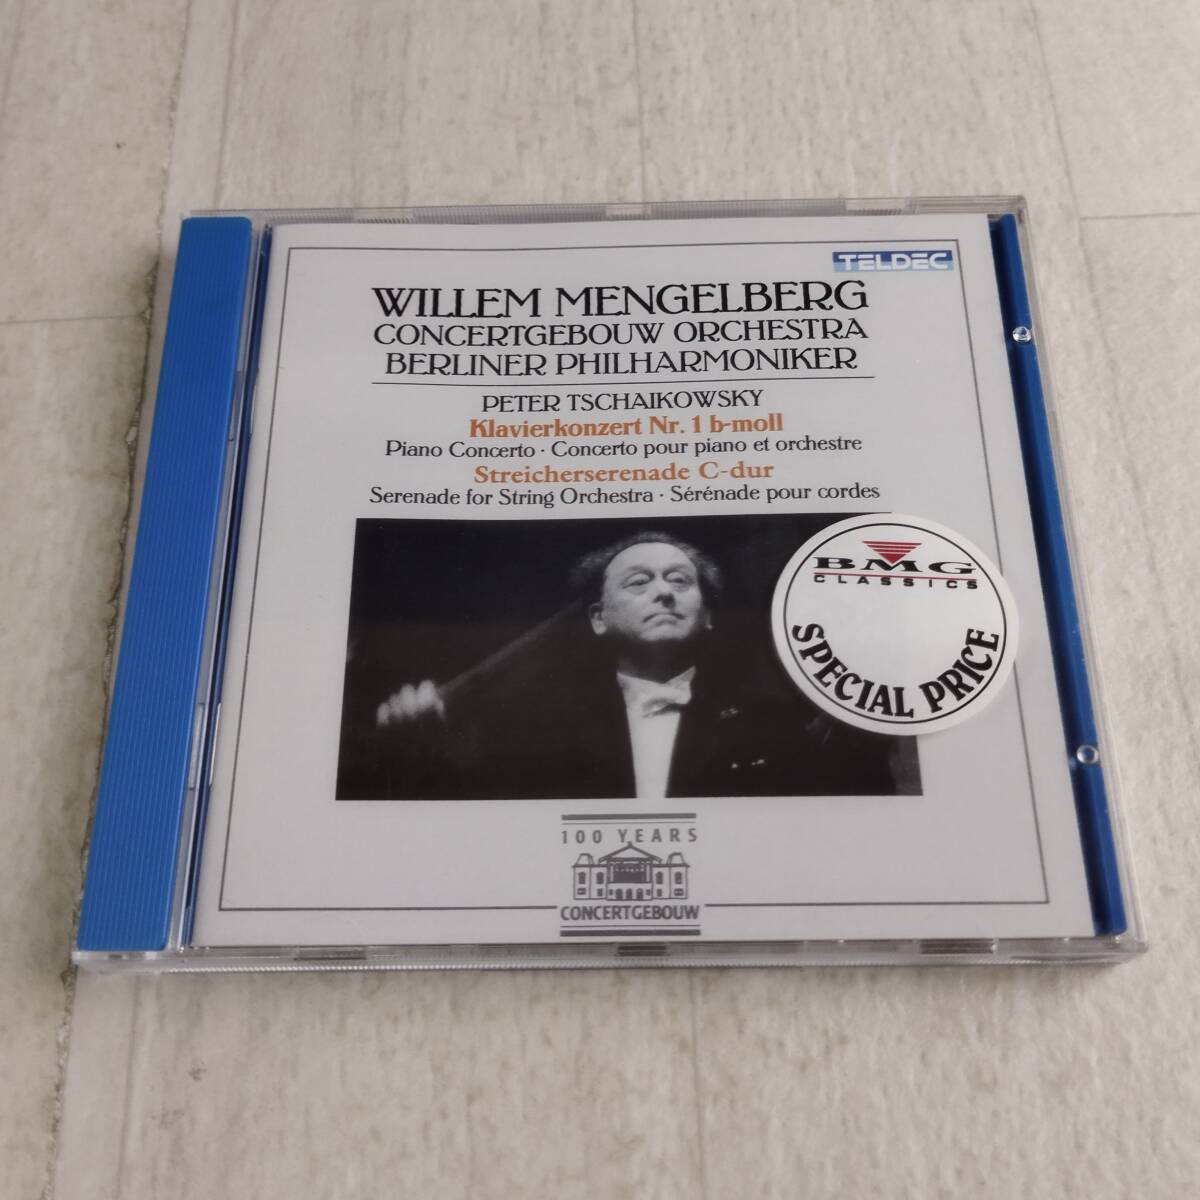 TELDEC
WILLEM MENGELBERG
CONCERTGEBOUW ORCHESTRA
BERLINER PHILHARMONIKER
PETER TSCHAIKOWSKY
Klavierkonzert Nr. 1 b-moll
Piano Concerto · Concerto pour piano et orchestre
Streicherserenade C-dur
Serenade for String Orchestra · Sérénade pour cordes
BMG
CLASSICS
SPECIAL PRICE
100 YEARS
CONCERTGEBOUW